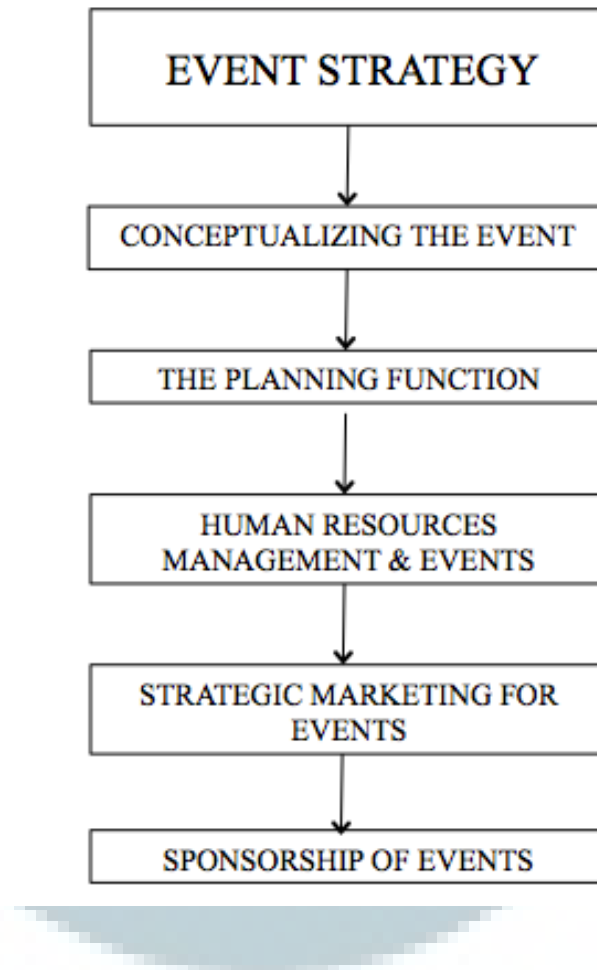 EVENT STRATEGY
CONCEPTUALIZING THE EVENT
THE PLANNING FUNCTION
HUMAN RESOURCES
MANAGEMENT & EVENTS
STRATEGIC MARKETING FOR
EVENTS
SPONSORSHIP OF EVENTS